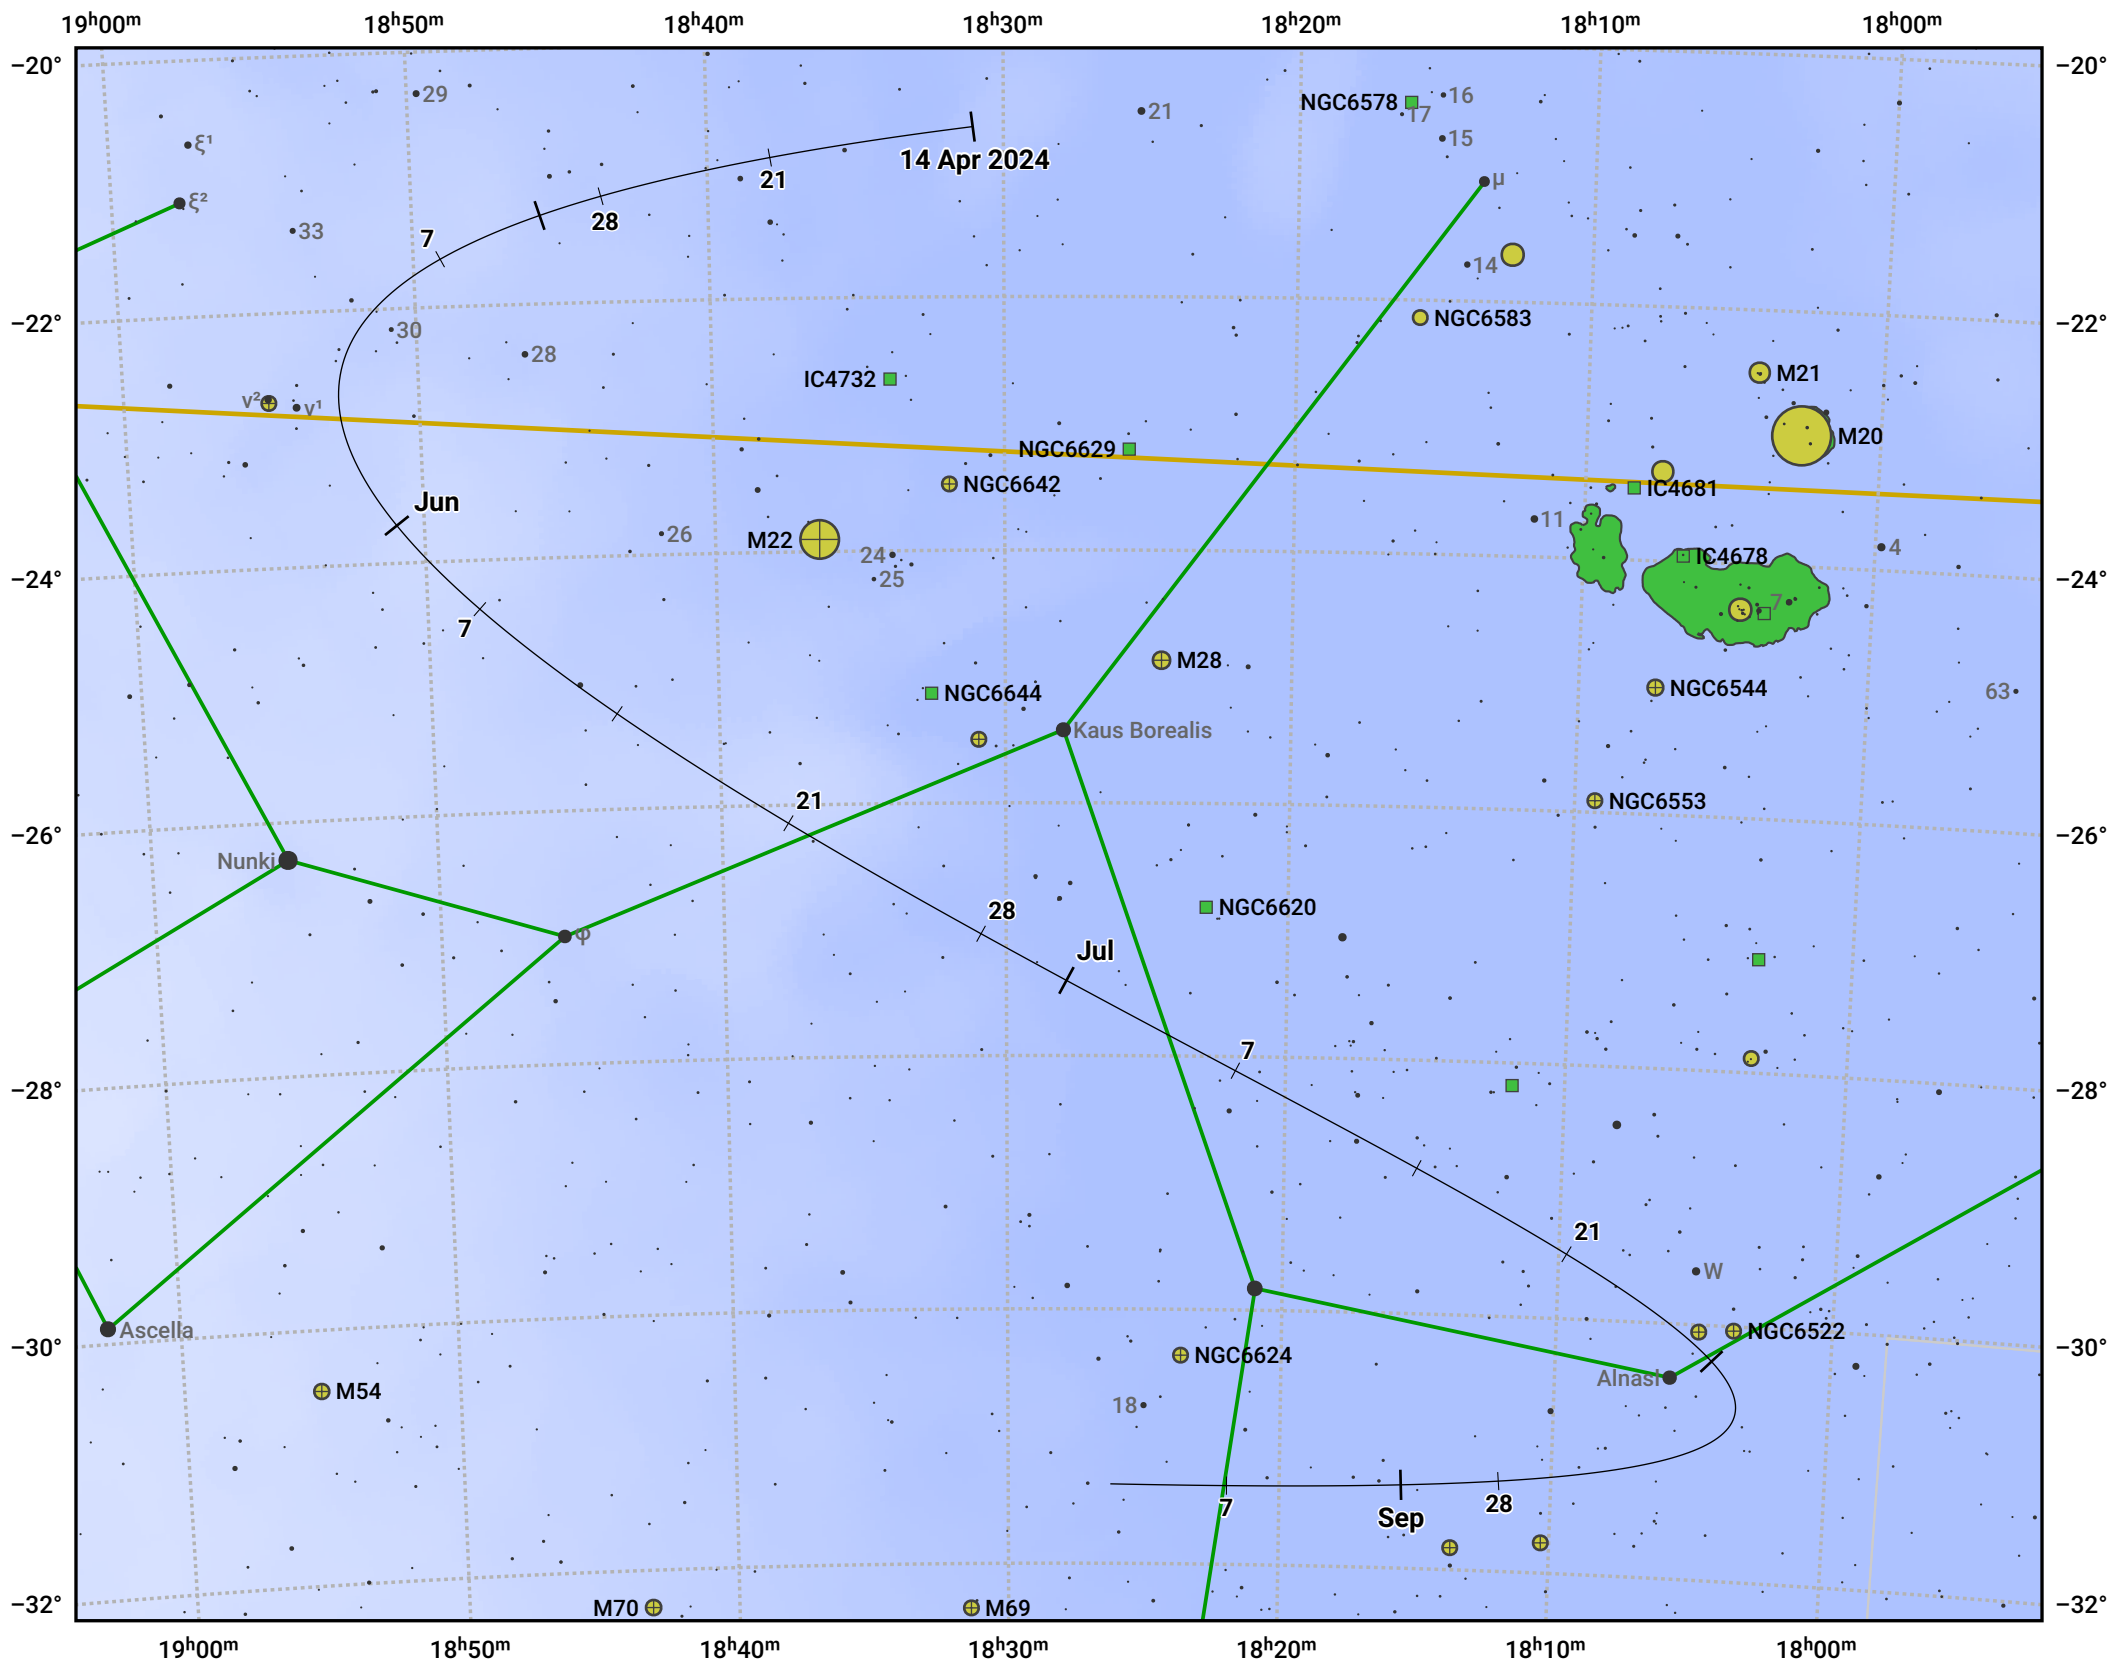 19ʰ00ᵐ 18ʰ50ᵐ 18ʰ40ᵐ 18ʰ30ᵐ 18ʰ20ᵐ 18ʰ10ᵐ 18ʰ00ᵐ
−20° −20°
29
21
NGC6578
17
16
15
ξ¹
14 Apr 2024
21
μ
ξ²
28
33
7
14
−22° −22°
NGC6583
30
28
M21
IC4732
ν²
ν¹
M20
NGC6629
NGC6642
IC4681
Jun
11
26
M22
24
25
IC4678
4
−24° −24°
7
7
M28
NGC6644
NGC6544
63
Kaus Borealis
21
NGC6553
−26° −26°
Nunki
NGC6620
28
φ
Jul
7
−28° −28°
21
W
Ascella
NGC6522
−30° −30°
NGC6624
Alnasl
M54
18
7
28
Sep
−32° −32°
M70
M69
19ʰ00ᵐ 18ʰ50ᵐ 18ʰ40ᵐ 18ʰ30ᵐ 18ʰ20ᵐ 18ʰ10ᵐ 18ʰ00ᵐ